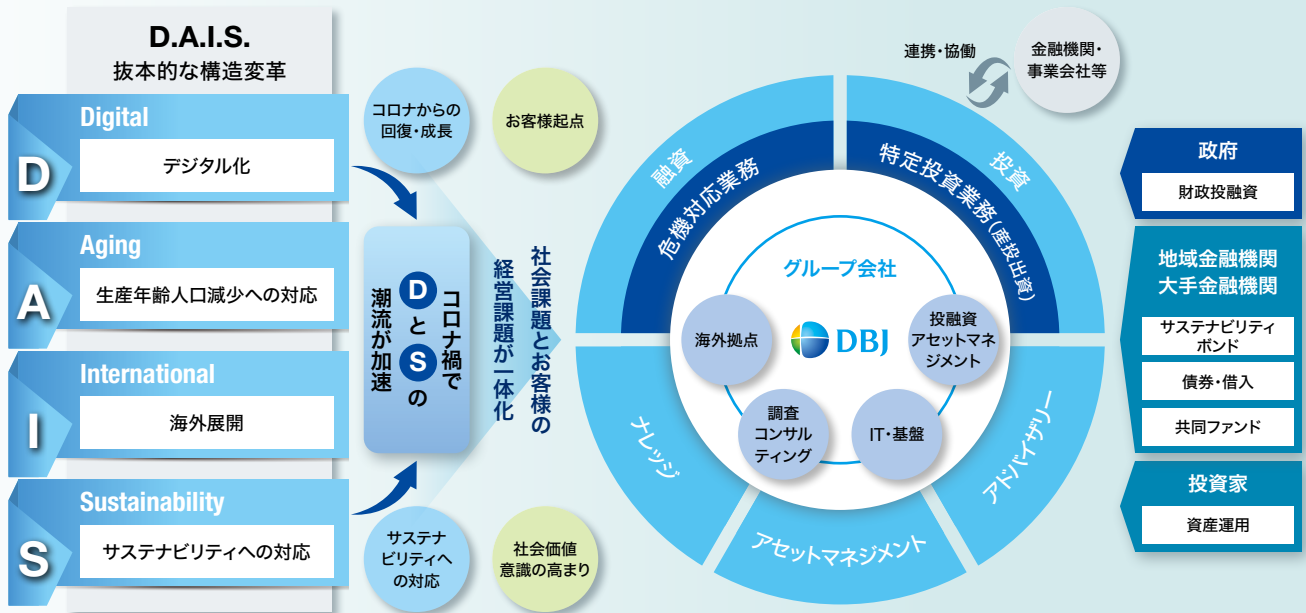 D.A.I.S.
抜本的な構造変革
D
Digital
デジタル化
A
Aging
生産年齢人口減少への対応
I
International
海外展開
S
Sustainability
サステナビリティへの対応
コロナからの
回復・成長
お客様起点
コロナ禍で
DとSの
潮流が加速
社会課題とお客様の
経営課題が一体化
サステナ
ビリティへ
の対応
社会価値
意識の高まり
連携・協働
金融機関・
事業会社等
融資
危機対応業務
投資
特定投資業務(産投出資)
ナレッジ
アセットマネジメント
アドバイザリー
グループ会社
DBJ
海外拠点
投融資
アセットマネ
ジメント
調査
コンサル
ティング
IT・基盤
政府
財政投融資
地域金融機関
大手金融機関
サステナビリティ
ボンド
債券・借入
共同ファンド
投資家
資産運用